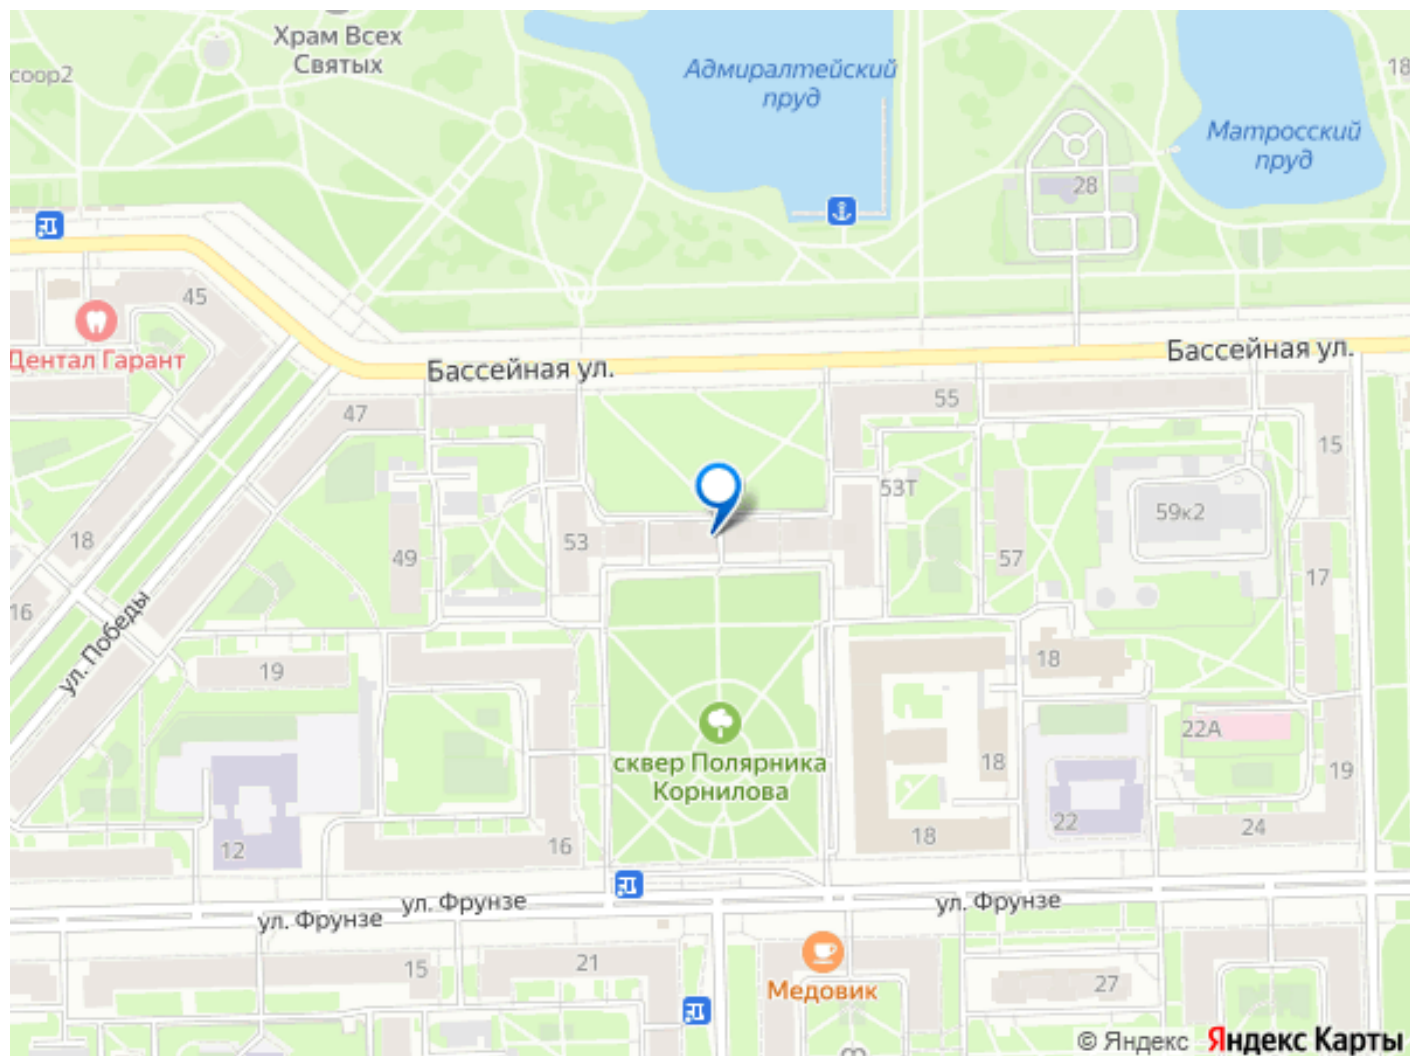 Храм Всех
Святых
соор2
Адмиралтейский
пруд
18
Матросский
пруд
28
45
Дентал Гарант
Бассейная ул.
Бассейная ул.
47
55
15
53Т
18
59к2
53
49
57
17
16
ул. Победы
19
18
22А
сквер Полярника
Корнилова
18
19
12
16
18
22
24
ул. Фрунзе
ул. Фрунзе
ул. Фрунзе
15
21
Медовик
27
© Яндекс Яндекс Карты